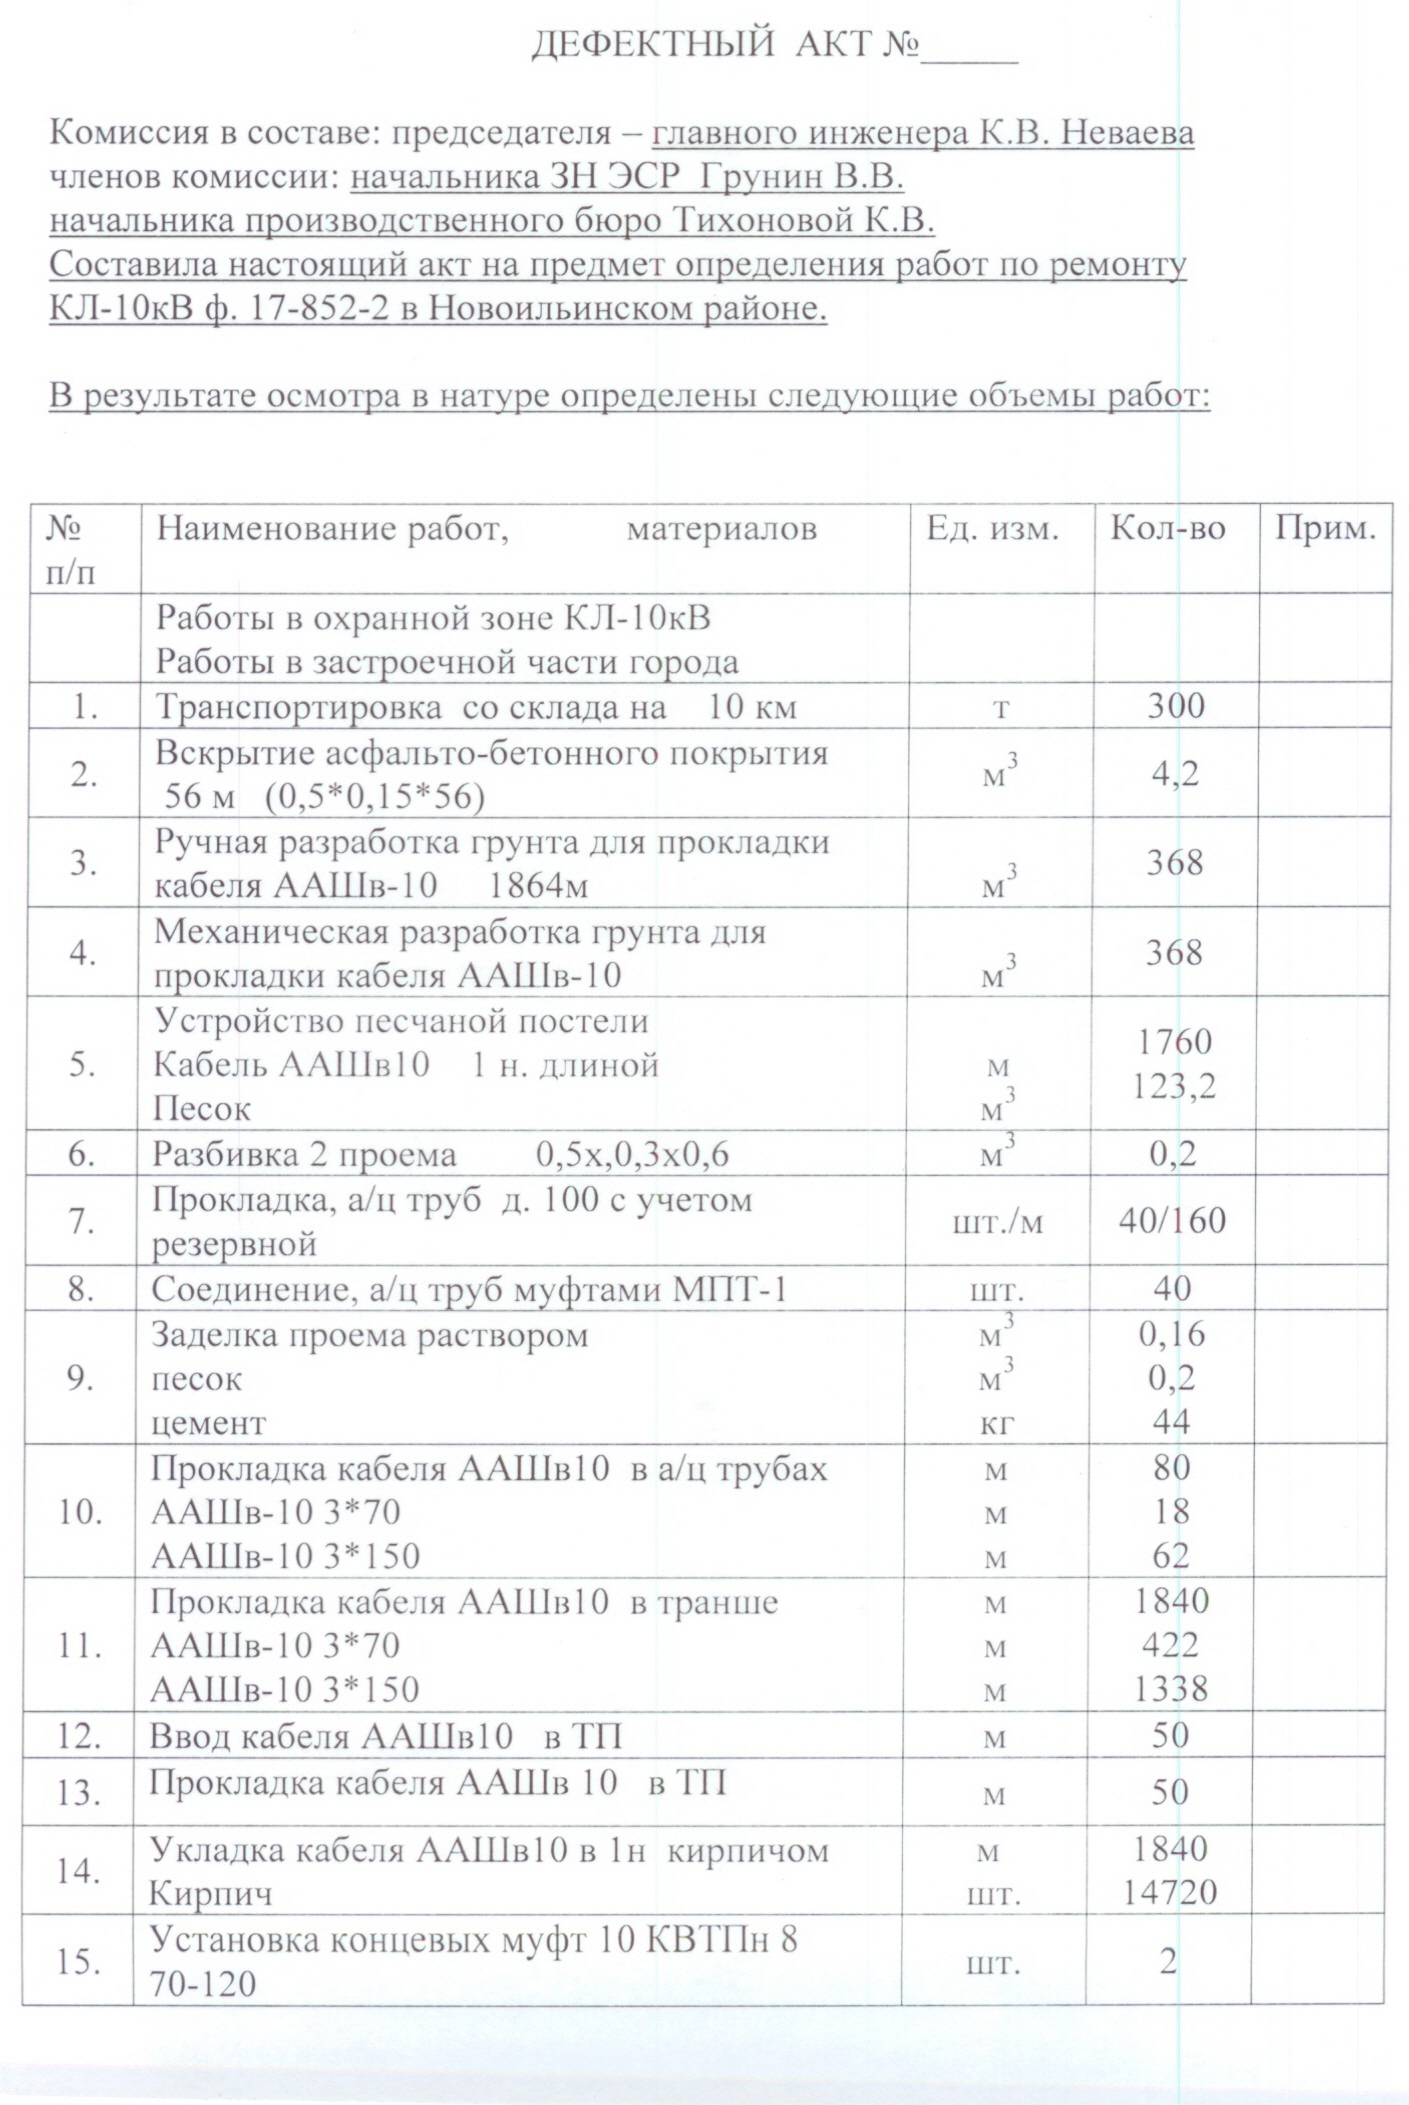 ДЕФЕКТНЫЙ АКТ №_____
Комиссия в составе: председателя – главного инженера К.В. Неваева
членов комиссии: начальника ЗН ЭСР Грунин В.В.
начальника производственного бюро Тихоновой К.В.
Составила настоящий акт на предмет определения работ по ремонту
КЛ-10кВ ф. 17-852-2 в Новоильинском районе.
В результате осмотра в натуре определены следующие объемы работ:
№ Наименование работ, материалов Ед. изм. Кол-во Прим.
п/п
Работы в охранной зоне КЛ-10кВ
Работы в застроечной части города
1. Транспортировка со склада на 10 км т 300
2. Вскрытие асфальто-бетонного покрытия м³ 4,2
56 м (0,5*0,15*56)
3. Ручная разработка грунта для прокладки 368
кабеля ААШв-10 1864м м³
4. Механическая разработка грунта для 368
прокладки кабеля ААШв-10 м³
5. Устройство песчаной постели
Кабель ААШв10 1 н. длиной м 1760
Песок м³ 123,2
6. Разбивка 2 проема 0,5х,0,3х0,6 м³ 0,2
7. Прокладка, а/ц труб д. 100 с учетом шт./м 40/160
резервной
8. Соединение, а/ц труб муфтами МПТ-1 шт. 40
9. Заделка проема раствором м³ 0,16
песок м³ 0,2
цемент кг 44
10. Прокладка кабеля ААШв10 в а/ц трубах м 80
ААШв-10 3*70 м 18
ААШв-10 3*150 м 62
11. Прокладка кабеля ААШв10 в транше м 1840
ААШв-10 3*70 м 422
ААШв-10 3*150 м 1338
12. Ввод кабеля ААШв10 в ТП м 50
13. Прокладка кабеля ААШв 10 в ТП м 50
14. Укладка кабеля ААШв10 в 1н кирпичом м 1840
Кирпич шт. 14720
15. Установка концевых муфт 10 КВТПн 8 шт. 2
70-120